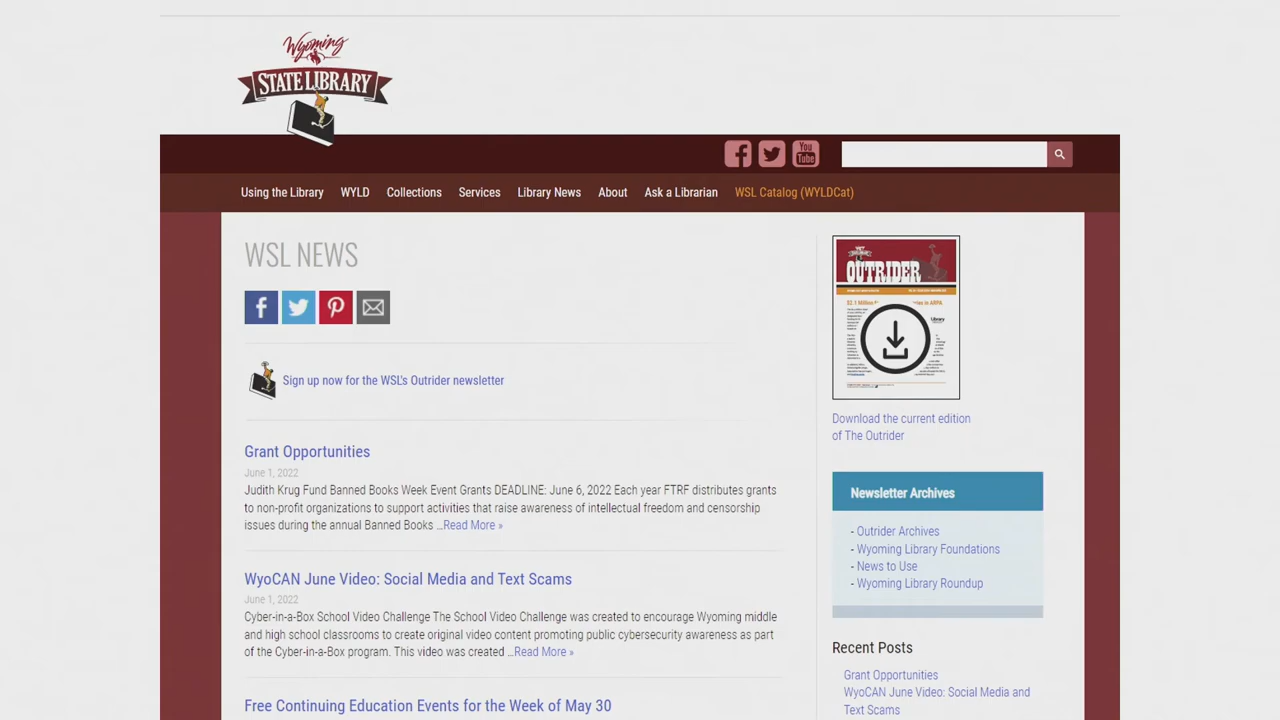 Wyoming
STATE LIBRARY
You
Tube
Using the Library WYLD Collections Services Library News About Ask a Librarian WSL Catalog (WYLDCat)
WSL NEWS
Sign up now for the WSL's Outrider newsletter
Grant Opportunities
June 1, 2022
Judith Krug Fund Banned Books Week Event Grants DEADLINE: June 6, 2022 Each year FTRF distributes grants
to non-profit organizations to support activities that raise awareness of intellectual freedom and censorship
issues during the annual Banned Books ...Read More »
WyoCAN June Video: Social Media and Text Scams
June 1, 2022
Cyber-in-a-Box School Video Challenge The School Video Challenge was created to encourage Wyoming middle
and high school classrooms to create original video content promoting public cybersecurity awareness as part
of the Cyber-in-a-Box program. This video was created ...Read More »
Free Continuing Education Events for the Week of May 30
OUTRIDER
Download the current edition
of The Outrider
Newsletter Archives
- Outrider Archives
- Wyoming Library Foundations
- News to Use
- Wyoming Library Roundup
Recent Posts
Grant Opportunities
WyoCAN June Video: Social Media and
Text Scams